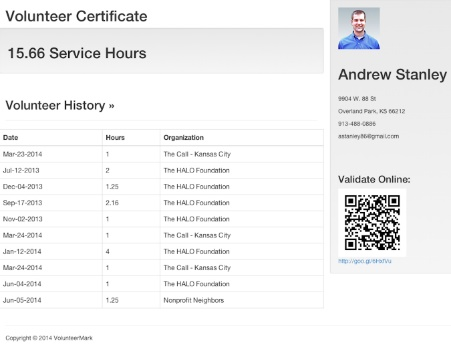 Volunteer Certificate
15.66 Service Hours
Volunteer History »
Date Hours Organization
Mar-23-2014 1 The Call - Kansas City
Jul-12-2013 2 The HALO Foundation
Dec-04-2013 1.25 The HALO Foundation
Sep-17-2013 2.16 The HALO Foundation
Nov-02-2013 1 The HALO Foundation
Mar-24-2014 1 The Call - Kansas City
Jan-12-2014 4 The HALO Foundation
Mar-24-2014 1 The Call - Kansas City
Jun-04-2014 1 The HALO Foundation
Jun-05-2014 1.25 Nonprofit Neighbors
Copyright © 2014 VolunteerMark
Andrew Stanley
9904 W. 88 St
Overland Park, KS 66212
913-488-0886
astanley86@gmail.com
Validate Online: